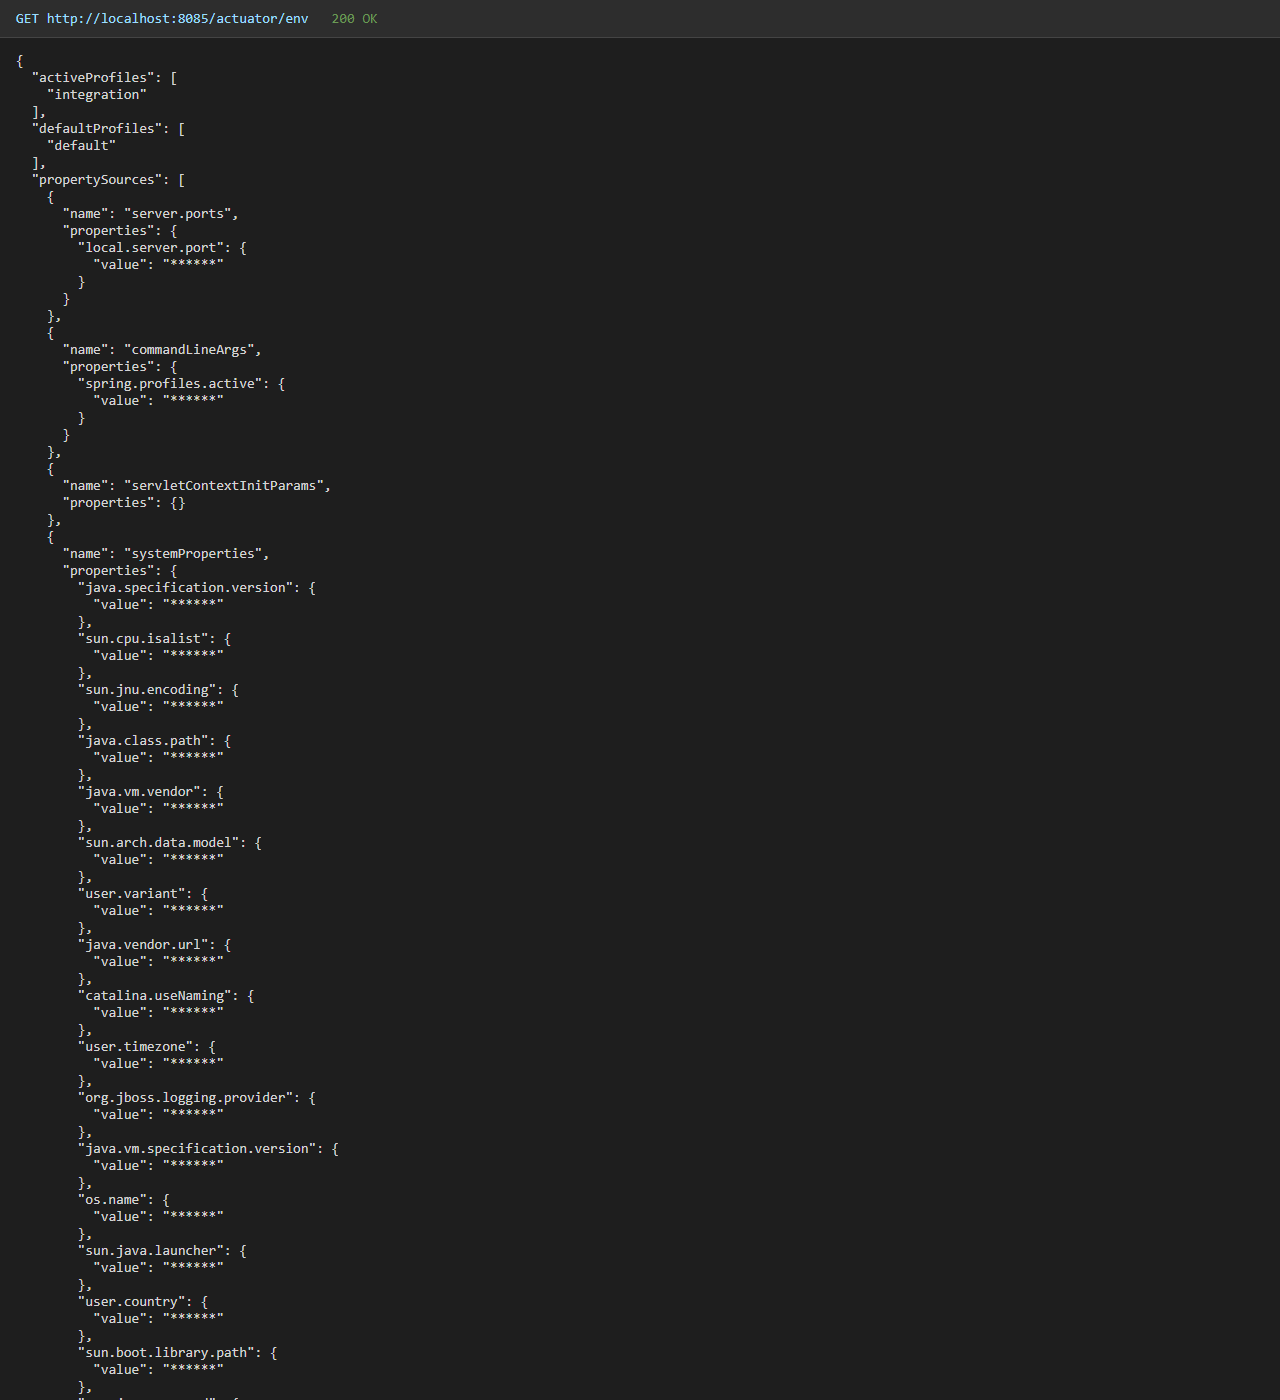 GET http://localhost:8085/actuator/env 200 OK
{
  "activeProfiles": [
    "integration"
  ],
  "defaultProfiles": [
    "default"
  ],
  "propertySources": [
    {
      "name": "server.ports",
      "properties": {
        "local.server.port": {
          "value": "******"
        }
      }
    },
    {
      "name": "commandLineArgs",
      "properties": {
        "spring.profiles.active": {
          "value": "******"
        }
      }
    },
    {
      "name": "servletContextInitParams",
      "properties": {}
    },
    {
      "name": "systemProperties",
      "properties": {
        "java.specification.version": {
          "value": "******"
        },
        "sun.cpu.isalist": {
          "value": "******"
        },
        "sun.jnu.encoding": {
          "value": "******"
        },
        "java.class.path": {
          "value": "******"
        },
        "java.vm.vendor": {
          "value": "******"
        },
        "sun.arch.data.model": {
          "value": "******"
        },
        "user.variant": {
          "value": "******"
        },
        "java.vendor.url": {
          "value": "******"
        },
        "catalina.useNaming": {
          "value": "******"
        },
        "user.timezone": {
          "value": "******"
        },
        "org.jboss.logging.provider": {
          "value": "******"
        },
        "java.vm.specification.version": {
          "value": "******"
        },
        "os.name": {
          "value": "******"
        },
        "sun.java.launcher": {
          "value": "******"
        },
        "user.country": {
          "value": "******"
        },
        "sun.boot.library.path": {
          "value": "******"
        },